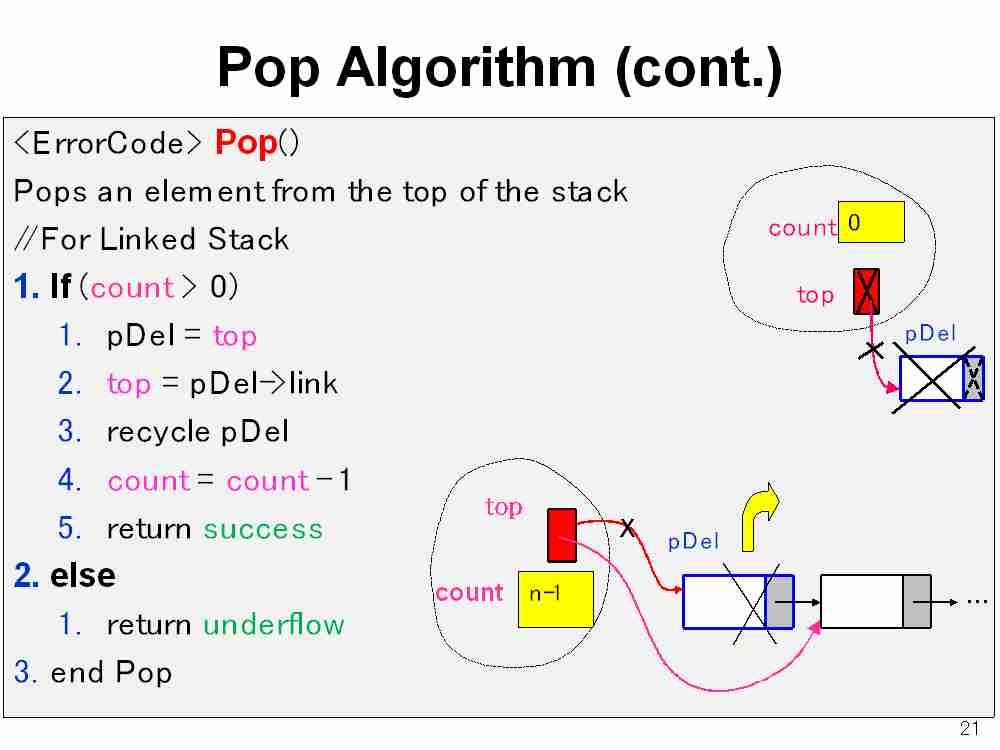 Pop Algorithm (cont.)
<ErrorCode> Pop()
Pops an element from the top of the stack
//For Linked Stack
1. If (count > 0)
1. pDel = top
2. top = pDel->link
3. recycle pDel
4. count = count - 1
5. return success
2. else
1. return underflow
3. end Pop
count 0
top
pDel
top
X
pDel
count n-1
...
21